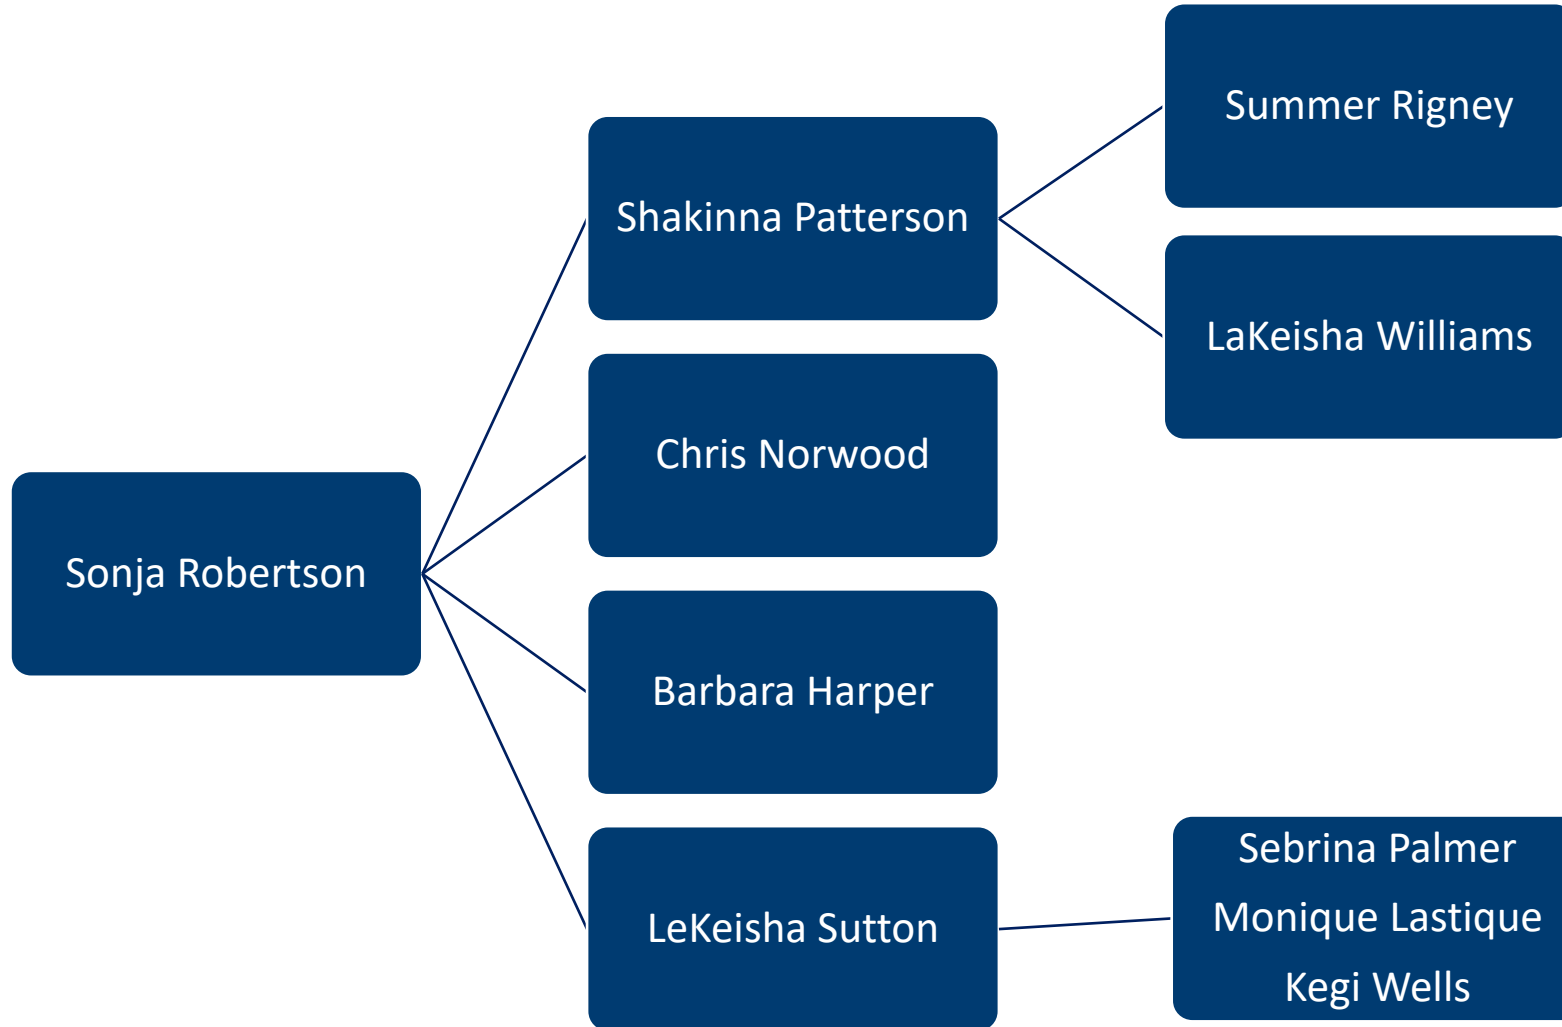 Sonja Robertson
Shakinna Patterson
Summer Rigney
LaKeisha Williams
Chris Norwood
Barbara Harper
LeKeisha Sutton
Sebrina Palmer
Monique Lastique
Kegi Wells